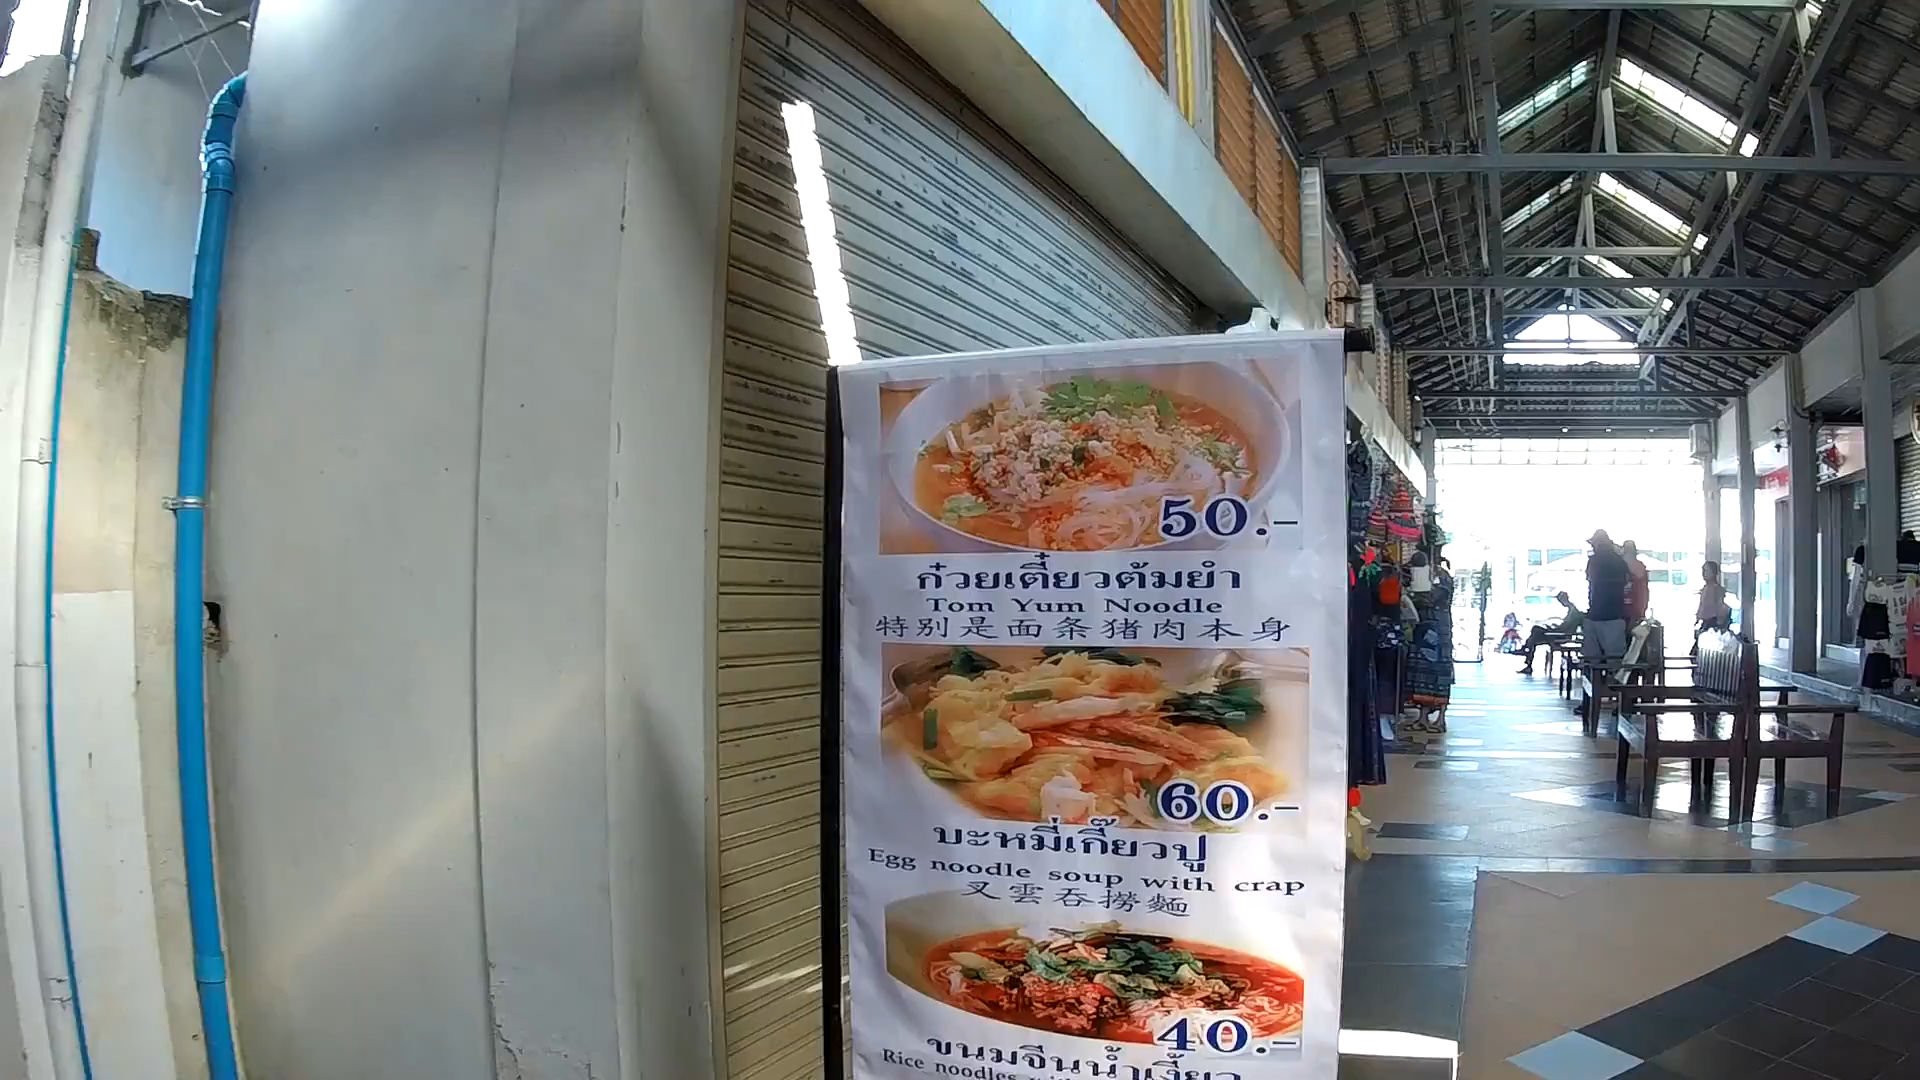 50.-
ก๋วยเตี๋ยวต้มยำ
Tom Yum Noodle
特别是面条猪肉本身
60.-
บะหมี่เกี๊ยวปู
Egg noodle soup with crap
叉雲吞撈麵
40.-
ขนมจีนน้ำเงี้ยว
Rice noodles